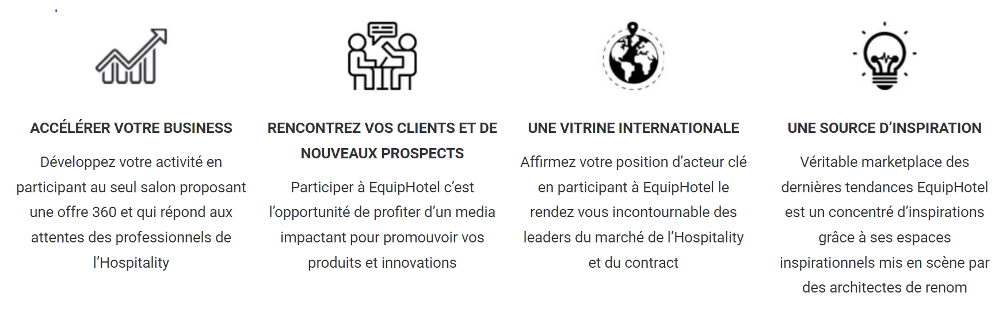 ACCÉLÉRER VOTRE BUSINESS
Développez votre activité en
participant au seul salon proposant
une offre 360 et qui répond aux
attentes des professionnels de
l’Hospitality
RENCONTREZ VOS CLIENTS ET DE
NOUVEAUX PROSPECTS
Participer à EquipHotel c’est
l’opportunité de profiter d’un media
impactant pour promouvoir vos
produits et innovations
UNE VITRINE INTERNATIONALE
Affirmez votre position d’acteur clé
en participant à EquipHotel le
rendez vous incontournable des
leaders du marché de l’Hospitality
et du contract
UNE SOURCE D’INSPIRATION
Véritable marketplace des
dernières tendances EquipHotel
est un concentré d’inspirations
grâce à ses espaces
inspirationnels mis en scène par
des architectes de renom